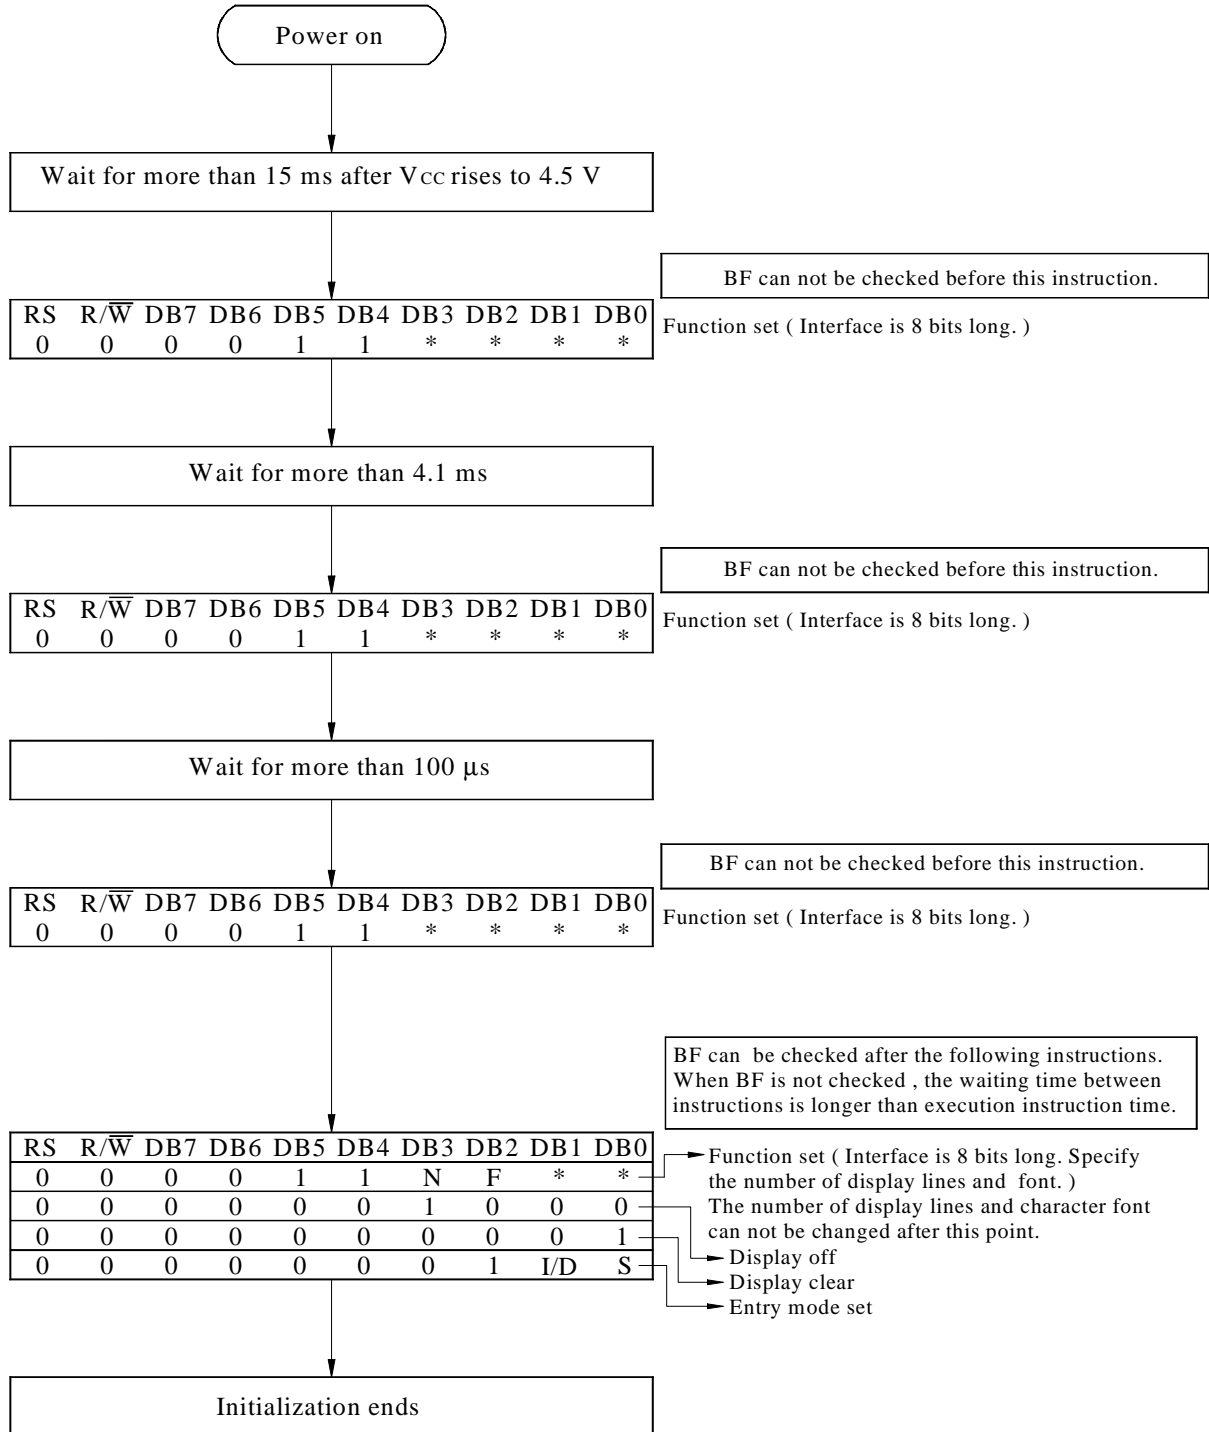 Power on
Wait for more than 15 ms after VCC rises to 4.5 V
BF can not be checked before this instruction.
RS R/W̅ DB7 DB6 DB5 DB4 DB3 DB2 DB1 DB0
0 0 0 0 1 1 * * * *
Function set ( Interface is 8 bits long. )
Wait for more than 4.1 ms
BF can not be checked before this instruction.
RS R/W̅ DB7 DB6 DB5 DB4 DB3 DB2 DB1 DB0
0 0 0 0 1 1 * * * *
Function set ( Interface is 8 bits long. )
Wait for more than 100 μs
BF can not be checked before this instruction.
RS R/W̅ DB7 DB6 DB5 DB4 DB3 DB2 DB1 DB0
0 0 0 0 1 1 * * * *
Function set ( Interface is 8 bits long. )
BF can be checked after the following instructions.
When BF is not checked , the waiting time between
instructions is longer than execution instruction time.
RS R/W̅ DB7 DB6 DB5 DB4 DB3 DB2 DB1 DB0
0 0 0 0 1 1 N F * *
0 0 0 0 0 0 1 0 0 0
0 0 0 0 0 0 0 0 0 1
0 0 0 0 0 0 0 1 I/D S
Function set ( Interface is 8 bits long. Specify
the number of display lines and font. )
The number of display lines and character font
can not be changed after this point.
Display off
Display clear
Entry mode set
Initialization ends